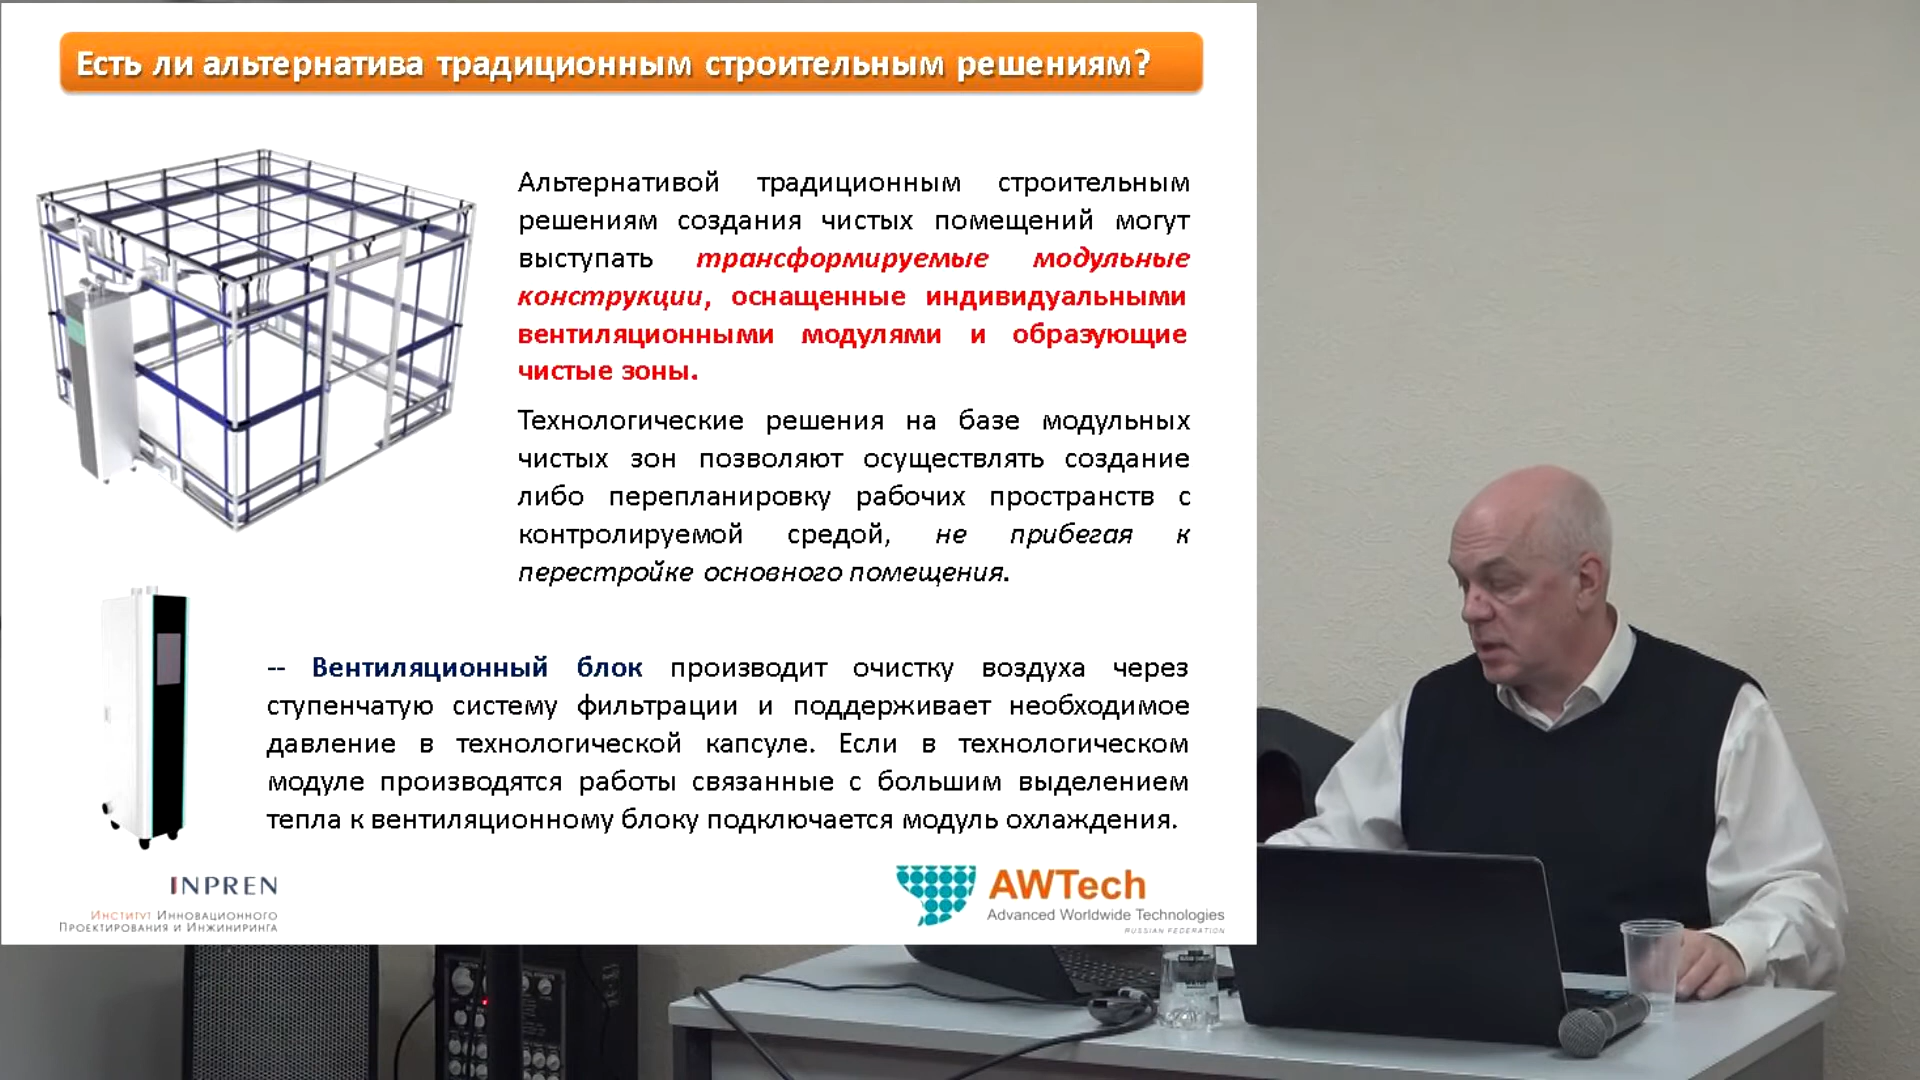 Есть ли альтернатива традиционным строительным решениям?
Альтернативой традиционным строительным
решениям создания чистых помещений могут
выступать трансформируемые модульные
конструкции, оснащенные индивидуальными
вентиляционными модулями и образующие
чистые зоны.
Технологические решения на базе модульных
чистых зон позволяют осуществлять создание
либо перепланировку рабочих пространств с
контролируемой средой, не прибегая к
перестройке основного помещения.
-- Вентиляционный блок производит очистку воздуха через
ступенчатую систему фильтрации и поддерживает необходимое
давление в технологической капсуле. Если в технологическом
модуле производятся работы связанные с большим выделением
тепла к вентиляционному блоку подключается модуль охлаждения.
INPREN
Институт Инновационного
Проектирования и Инжиниринга
AWTech
Advanced Worldwide Technologies
RUSSIAN FEDERATION